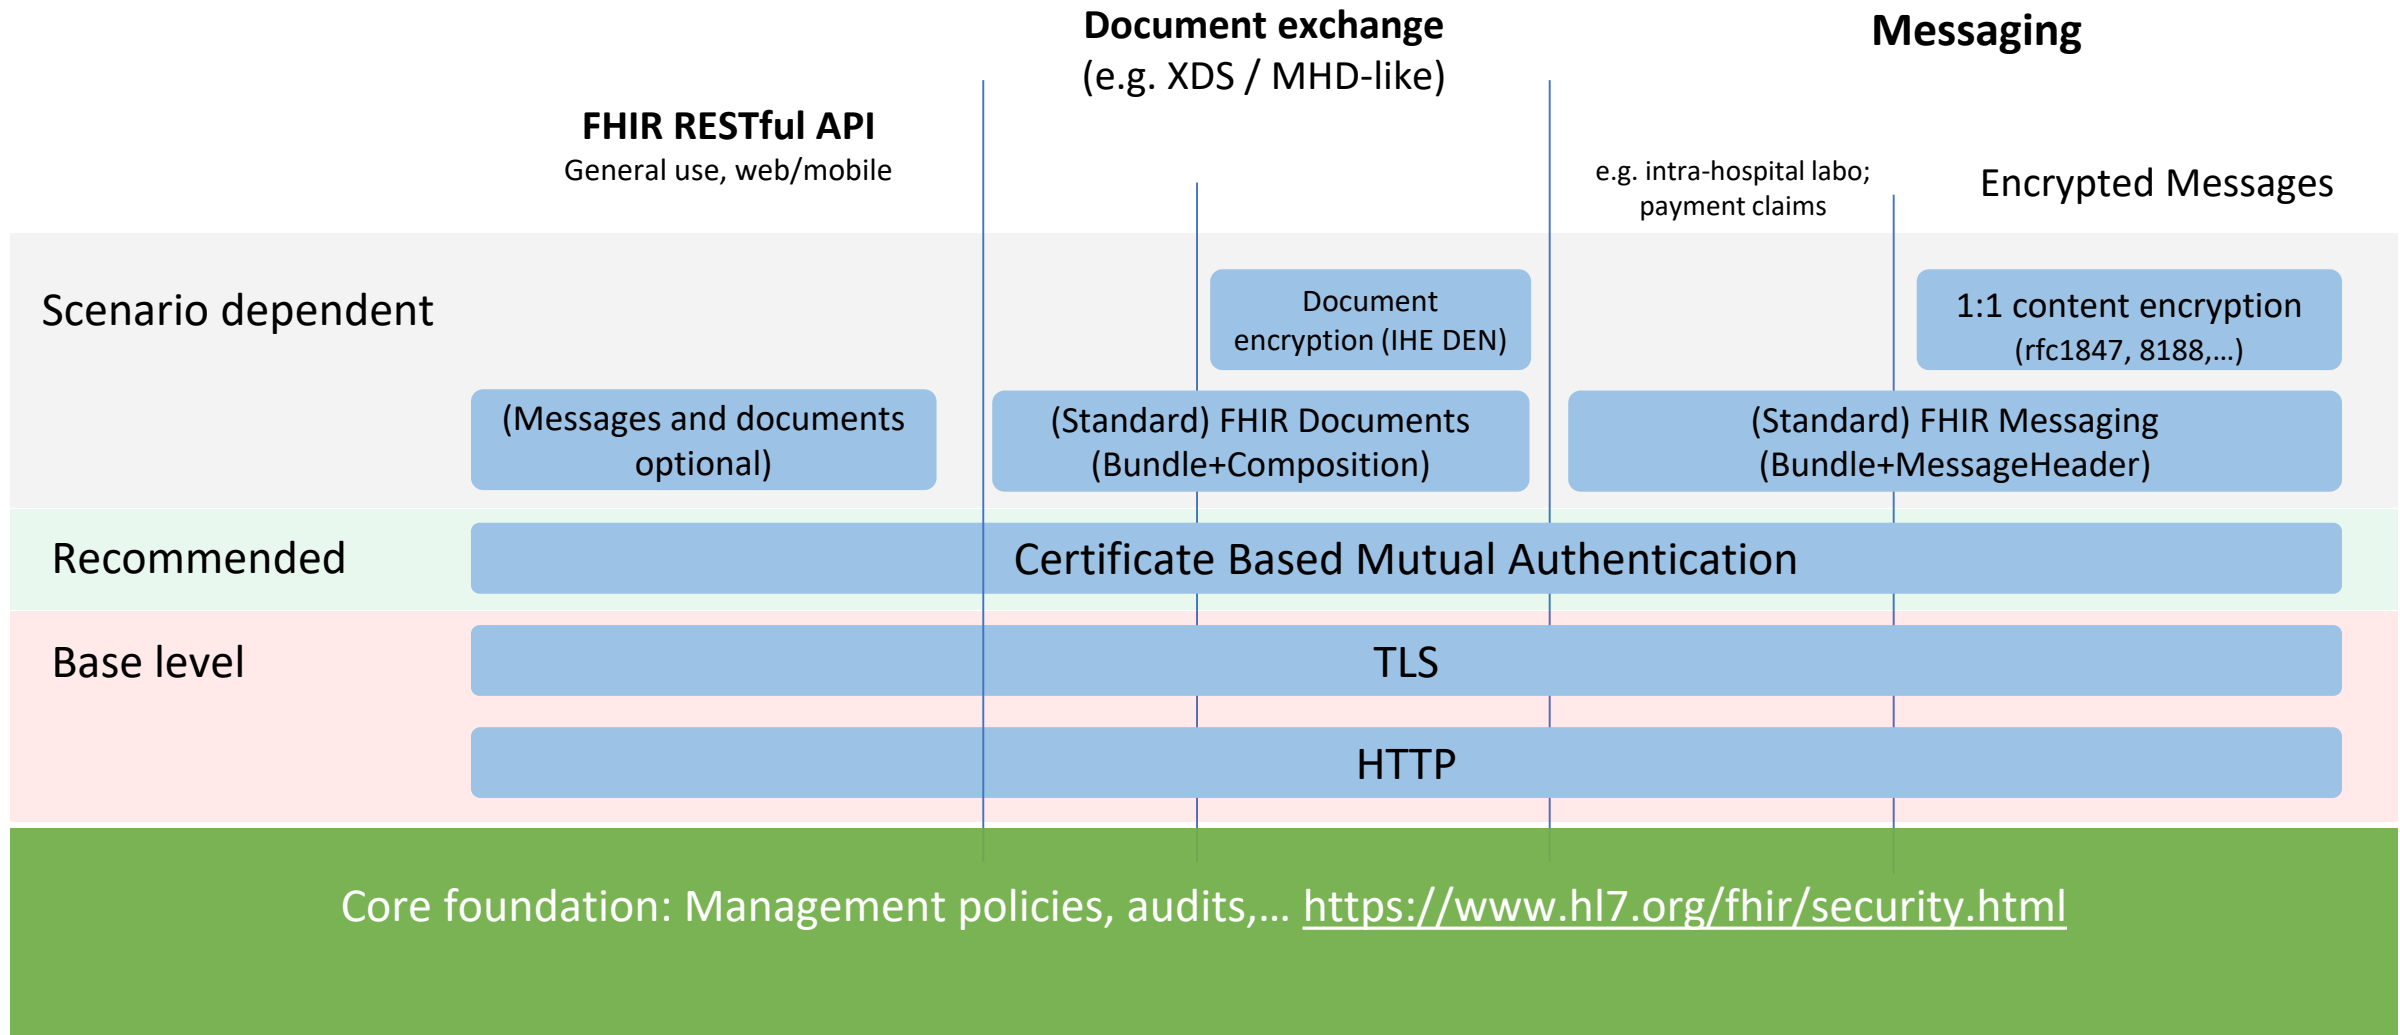 Document exchange
(e.g. XDS / MHD-like)
Messaging
FHIR RESTful API
General use, web/mobile
e.g. intra-hospital labo;
payment claims
Encrypted Messages
Scenario dependent
Document
encryption (IHE DEN)
1:1 content encryption
(rfc1847, 8188,...)
(Messages and documents
optional)
(Standard) FHIR Documents
(Bundle+Composition)
(Standard) FHIR Messaging
(Bundle+MessageHeader)
Recommended
Certificate Based Mutual Authentication
Base level
TLS
HTTP
Core foundation: Management policies, audits,... https://www.hl7.org/fhir/security.html